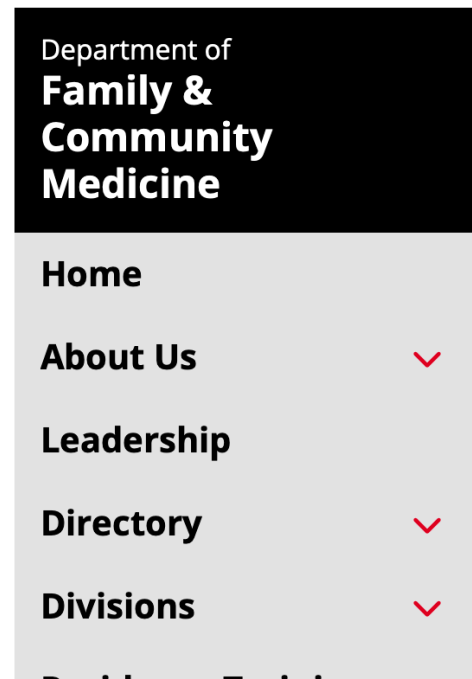 Department of
Family &
Community
Medicine
Home
About Us
Leadership
Directory
Divisions